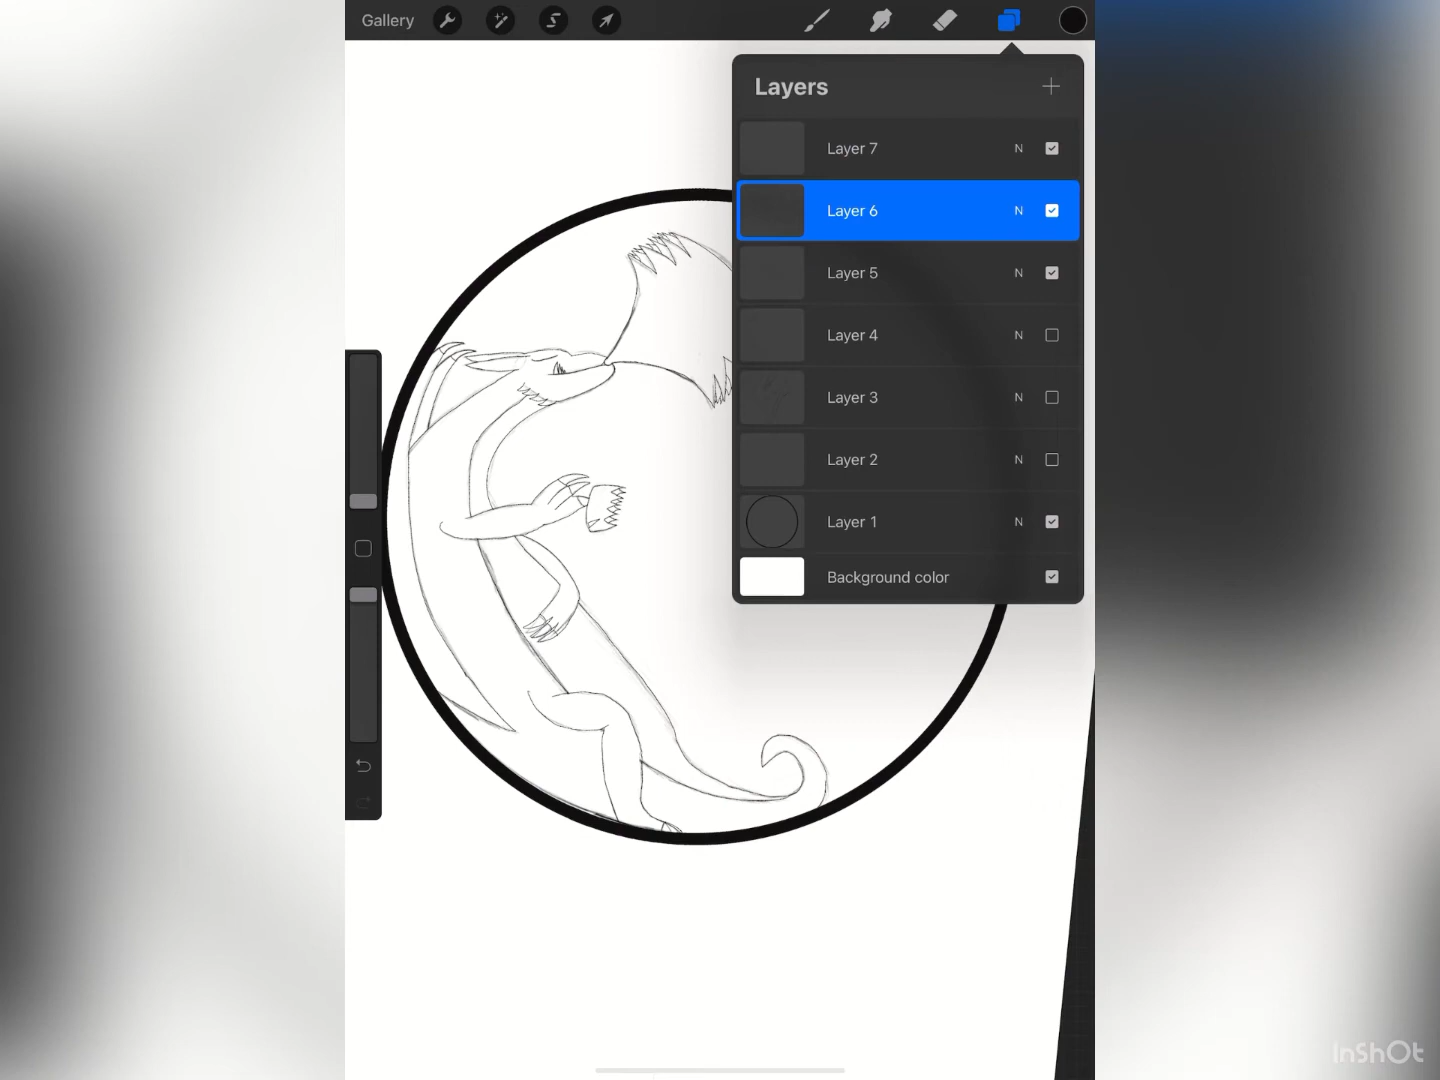 Gallery
Layers
Layer 7 N
Layer 6 N
Layer 5 N
Layer 4 N
Layer 3 N
Layer 2 N
Layer 1 N
Background color
InShOt